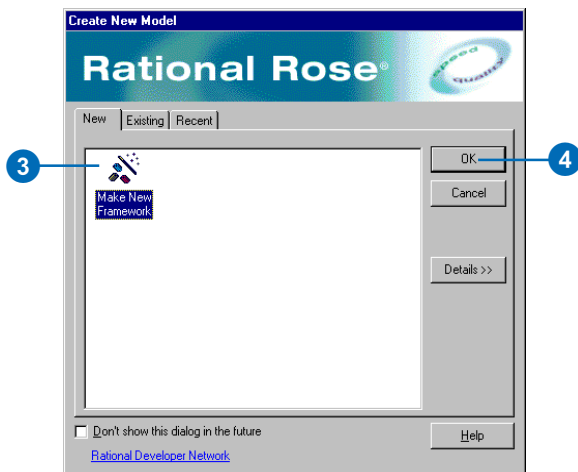 Create New Model
Rational Rose®
speed
quality
New Existing Recent
3
Make New
Framework
OK
4
Cancel
Details >>
Don't show this dialog in the future
Help
Rational Developer Network